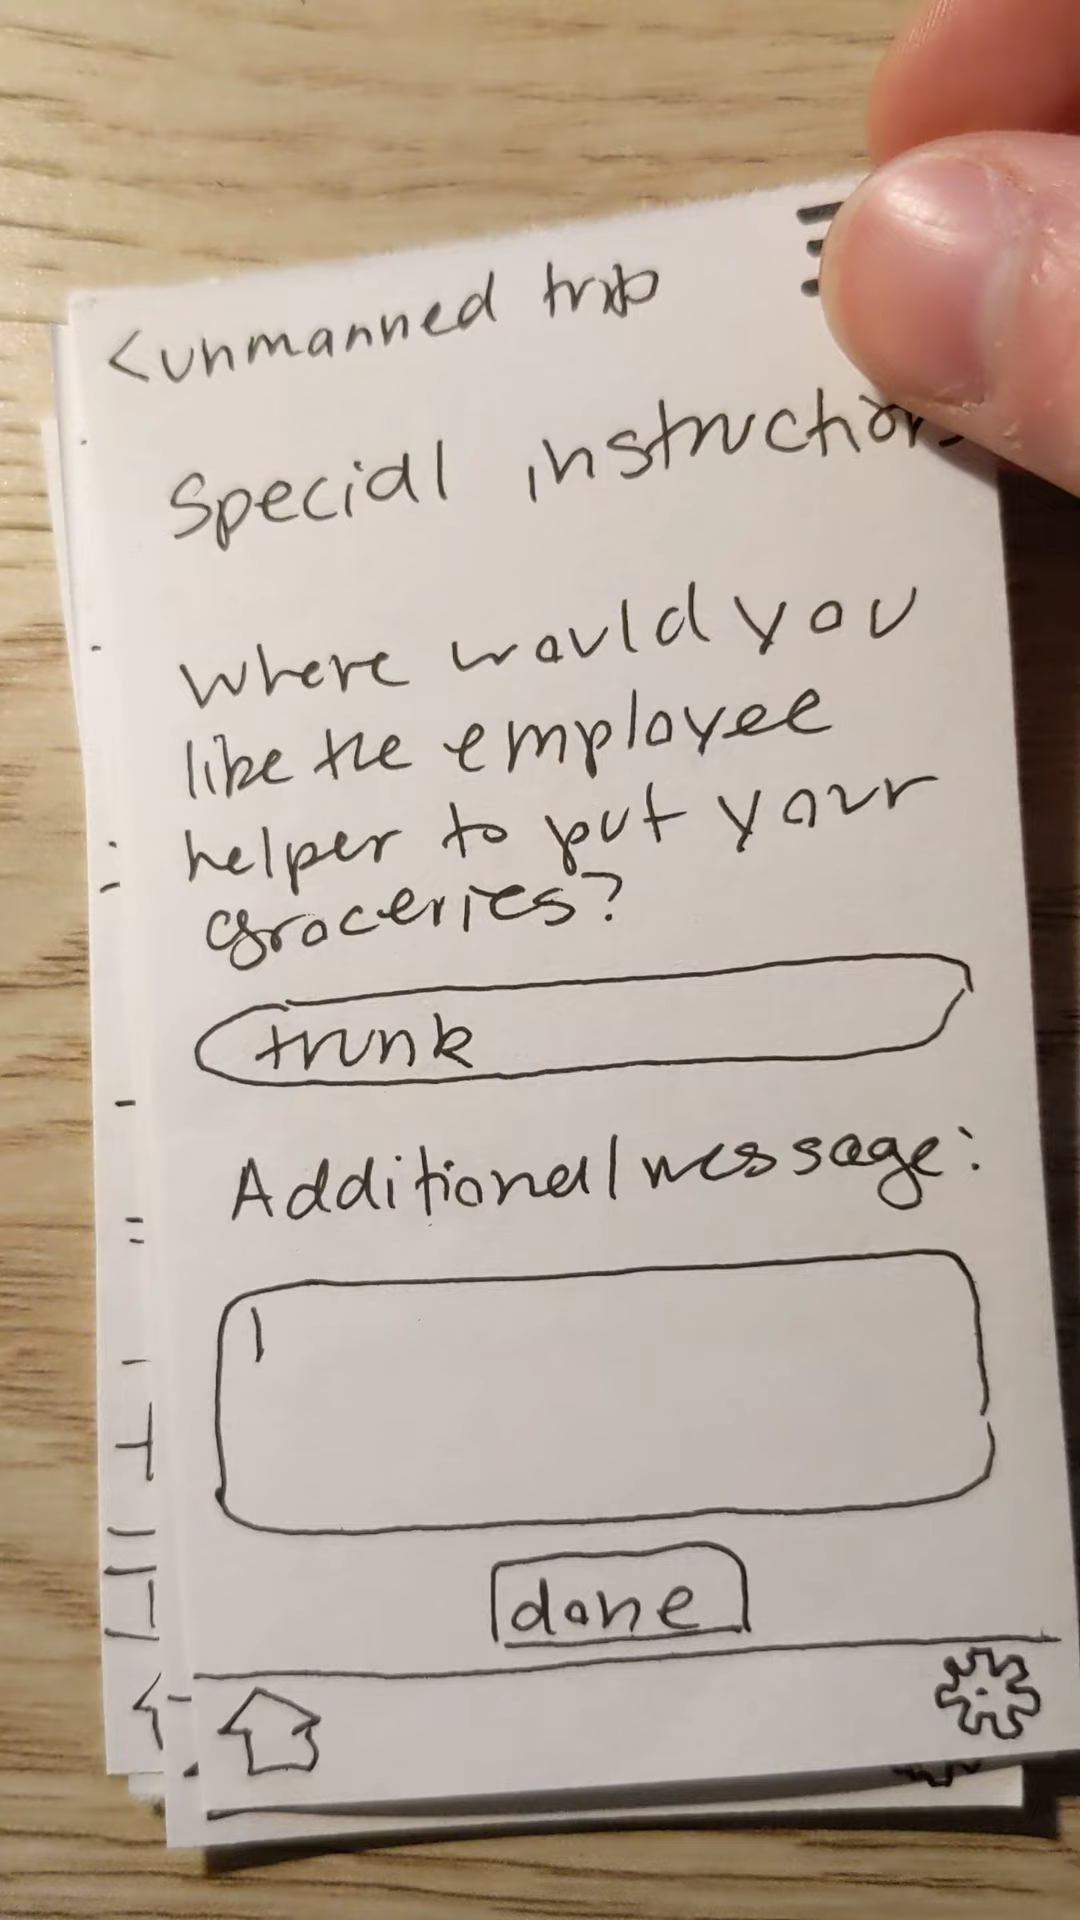 < unmanned trip
Special instructions
where would you
like the employee
helper to put your
groceries?
trunk
Additional message:
done